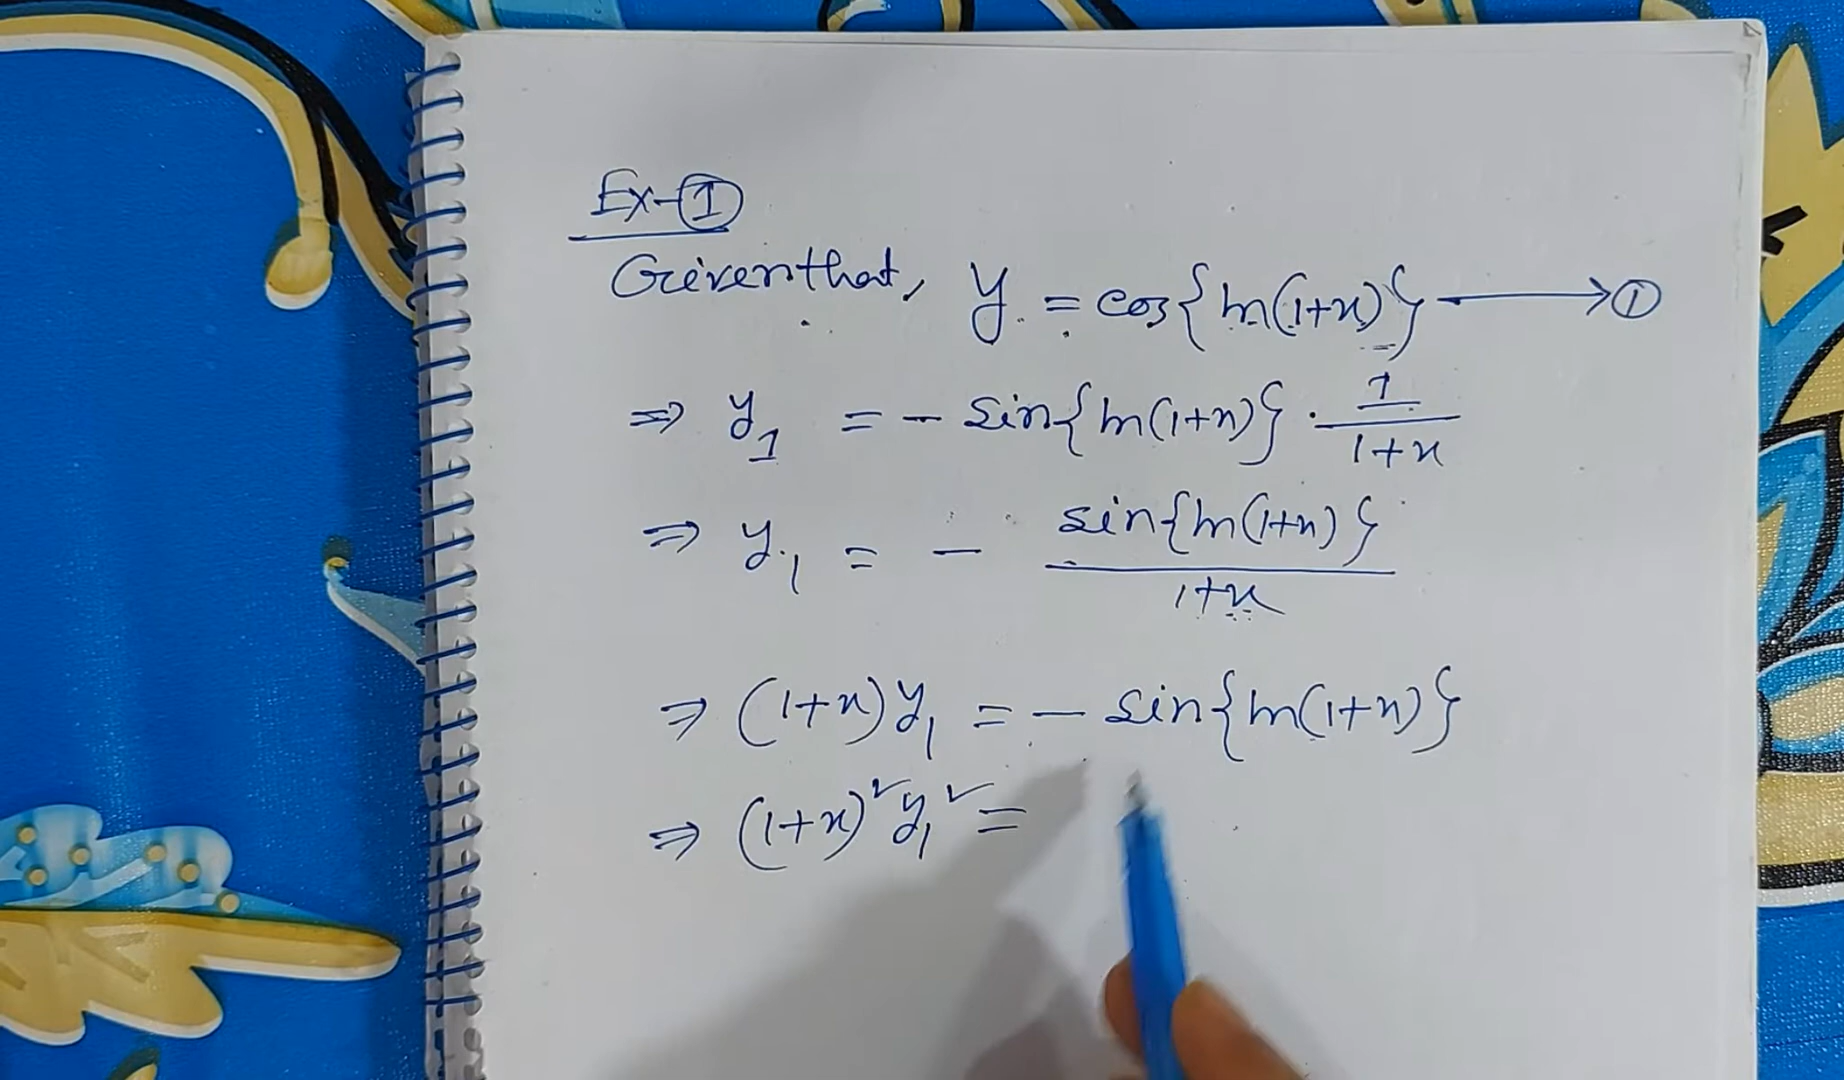 Ex-①
Given that, y = cos{ln(1+x)} ⟶ ①
⇒ y₁ = - sin{ln(1+x)} · 1/(1+x)
⇒ y₁ = - sin{ln(1+x)}/(1+x)
⇒ (1+x)y₁ = - sin{ln(1+x)}
⇒ (1+x)²y₁² =